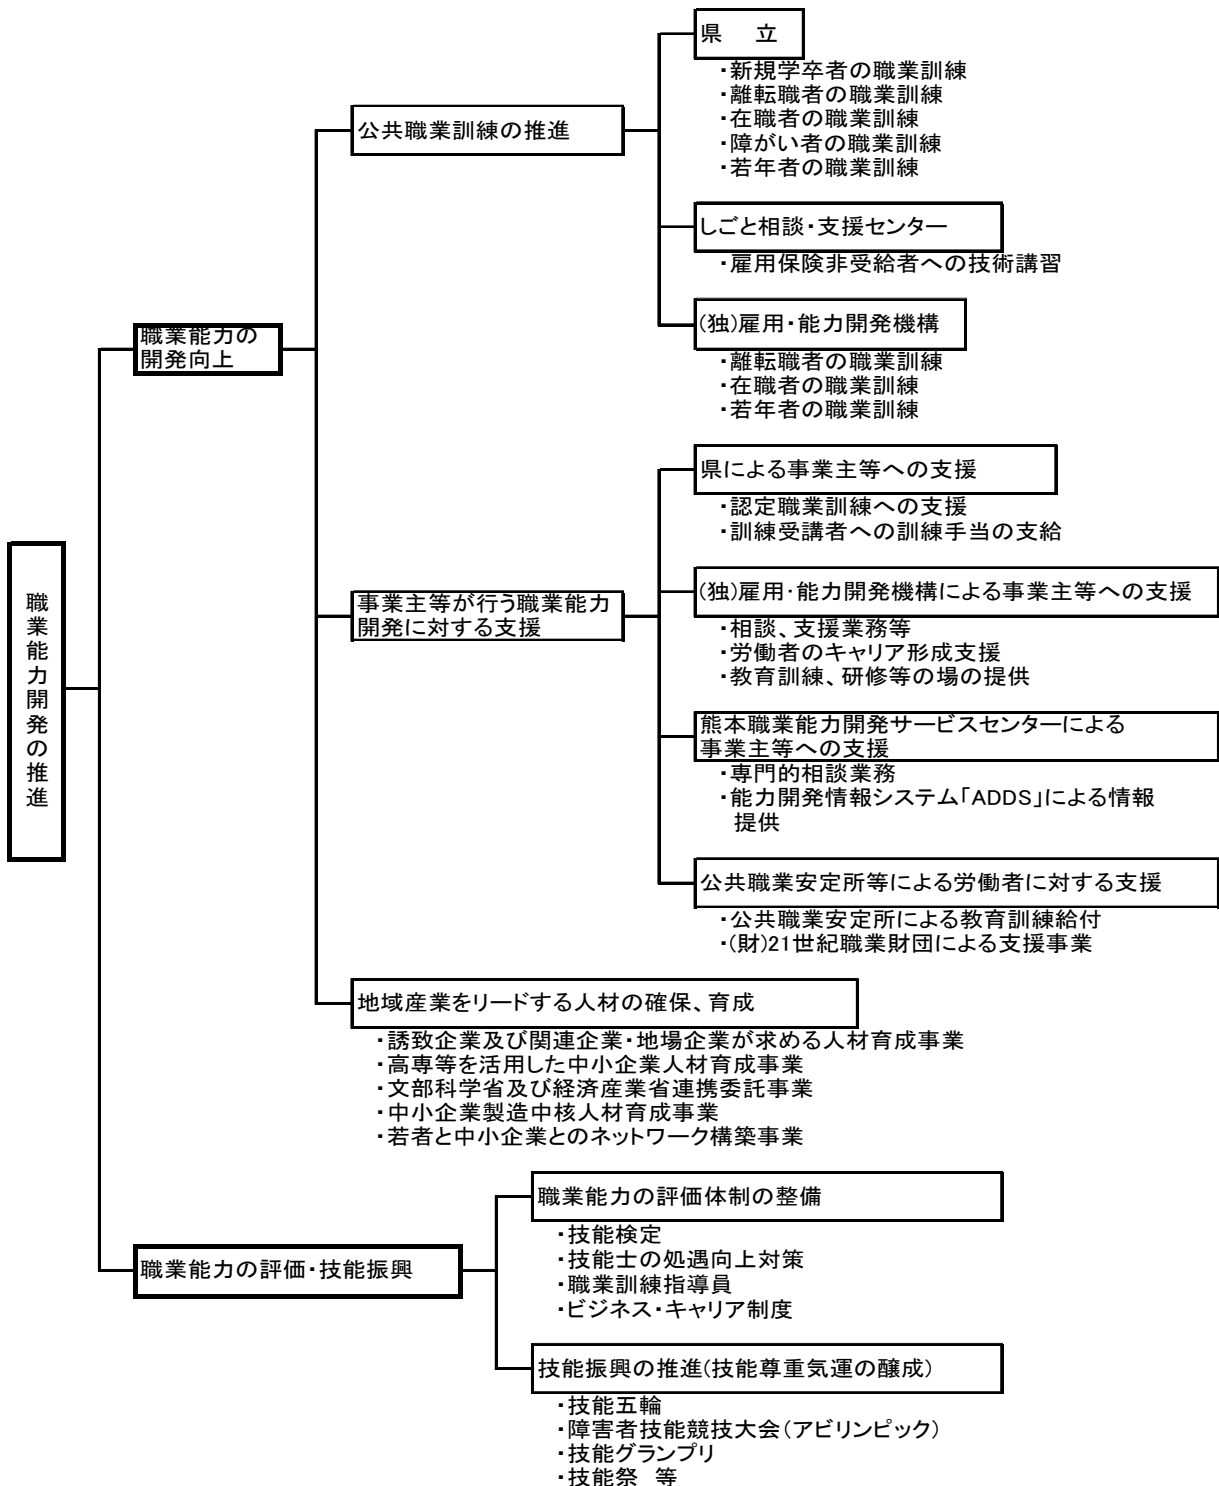 職業能力開発の推進
職業能力の
開発向上
公共職業訓練の推進
県　立
・新規学卒者の職業訓練
・離転職者の職業訓練
・在職者の職業訓練
・障がい者の職業訓練
・若年者の職業訓練
しごと相談・支援センター
・雇用保険非受給者への技術講習
(独)雇用・能力開発機構
・離転職者の職業訓練
・在職者の職業訓練
・若年者の職業訓練
事業主等が行う職業能力
開発に対する支援
県による事業主等への支援
・認定職業訓練への支援
・訓練受講者への訓練手当の支給
(独)雇用・能力開発機構による事業主等への支援
・相談、支援業務等
・労働者のキャリア形成支援
・教育訓練、研修等の場の提供
熊本職業能力開発サービスセンターによる
事業主等への支援
・専門的相談業務
・能力開発情報システム「ADDS」による情報
提供
公共職業安定所等による労働者に対する支援
・公共職業安定所による教育訓練給付
・(財)21世紀職業財団による支援事業
地域産業をリードする人材の確保、育成
・誘致企業及び関連企業・地場企業が求める人材育成事業
・高専等を活用した中小企業人材育成事業
・文部科学省及び経済産業省連携委託事業
・中小企業製造中核人材育成事業
・若者と中小企業とのネットワーク構築事業
職業能力の評価・技能振興
職業能力の評価体制の整備
・技能検定
・技能士の処遇向上対策
・職業訓練指導員
・ビジネス・キャリア制度
技能振興の推進(技能尊重気運の醸成)
・技能五輪
・障害者技能競技大会(アビリンピック)
・技能グランプリ
・技能祭　等